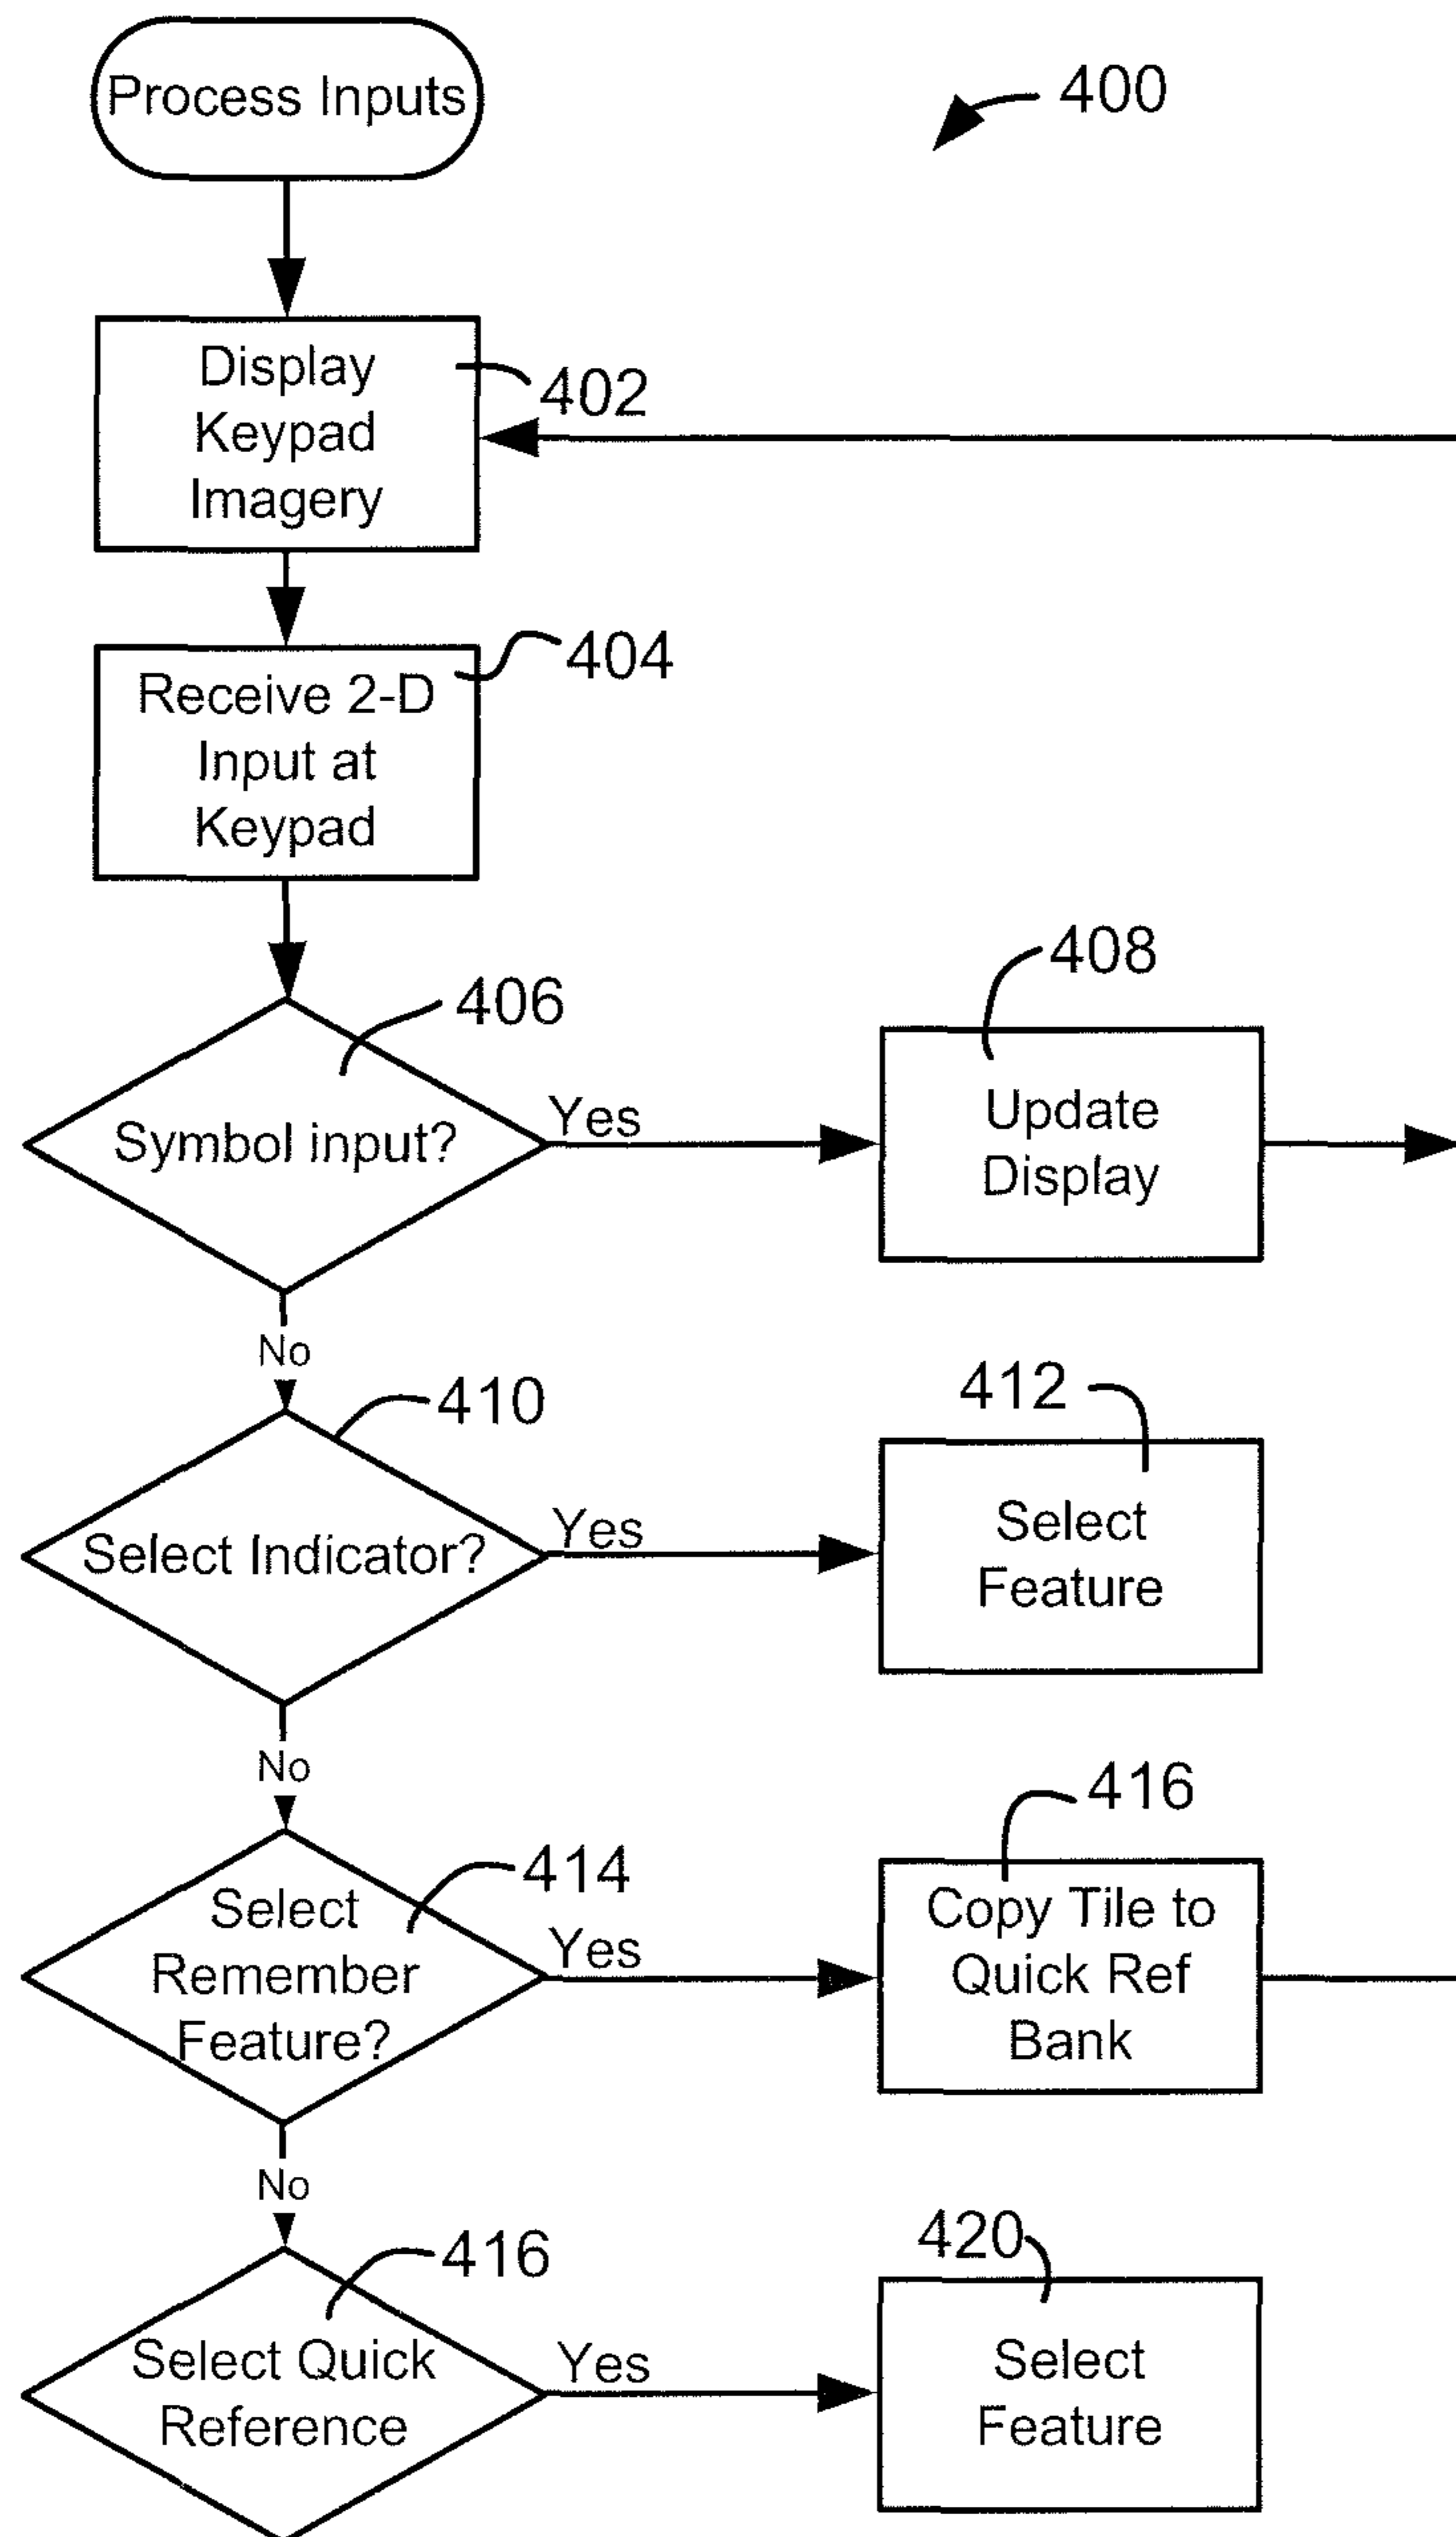 Process Inputs
400
Display
Keypad
Imagery
402
Receive 2-D
Input at
Keypad
404
406
Symbol input?
Yes
408
Update
Display
No
410
Select Indicator?
Yes
412
Select
Feature
No
414
Select
Remember
Feature?
Yes
416
Copy Tile to
Quick Ref
Bank
No
416
Select Quick
Reference
Yes
420
Select
Feature